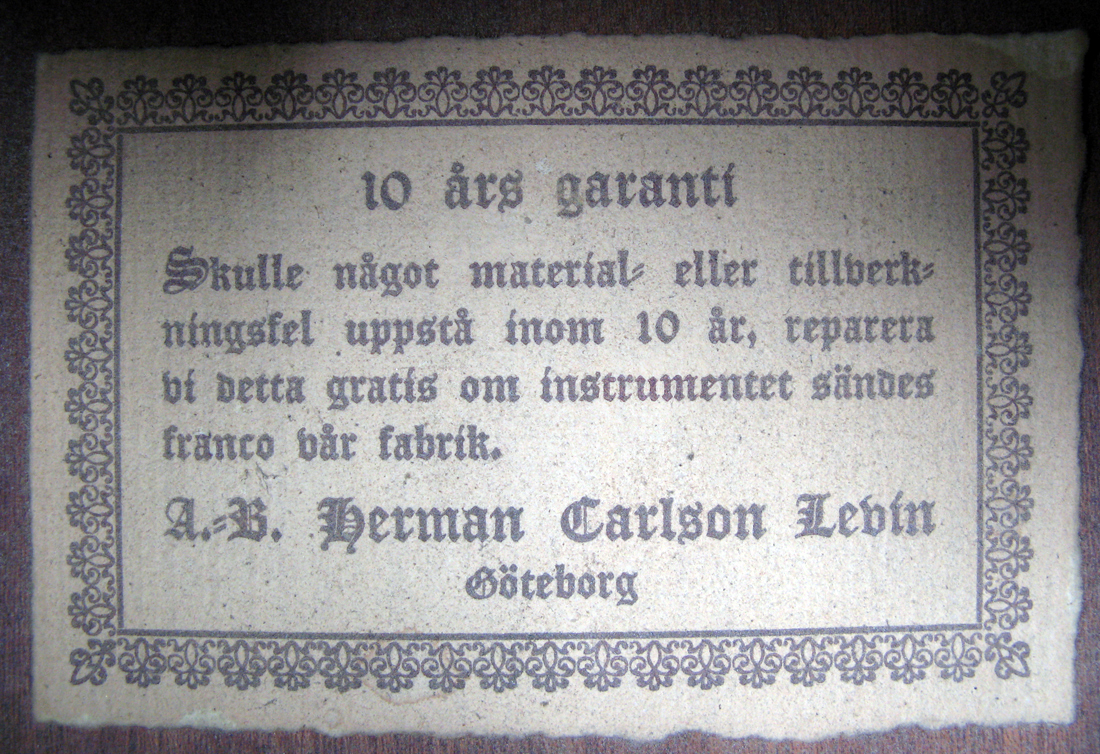 10 års garanti
Skulle något material- eller tillverk-
ningsfel uppstå inom 10 år, reparera
vi detta gratis om instrumentet sändes
franco vår fabrik.
A.-B. Herman Carlson Levin
Göteborg